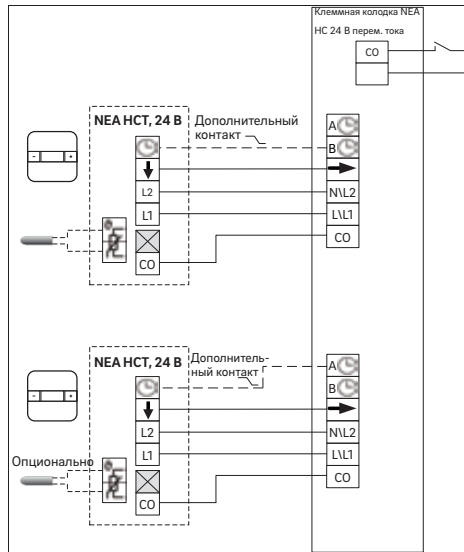 Клеммная колодка NEA
НС 24 В перем. тока
CO
NEA HCT, 24 В
Дополнительный
контакт
A
B
L2
N\L2
L1
L\L1
CO
CO
NEA HCT, 24 В
Дополнитель-
ный контакт
A
B
L2
N\L2
Опционально
L1
L\L1
CO
CO